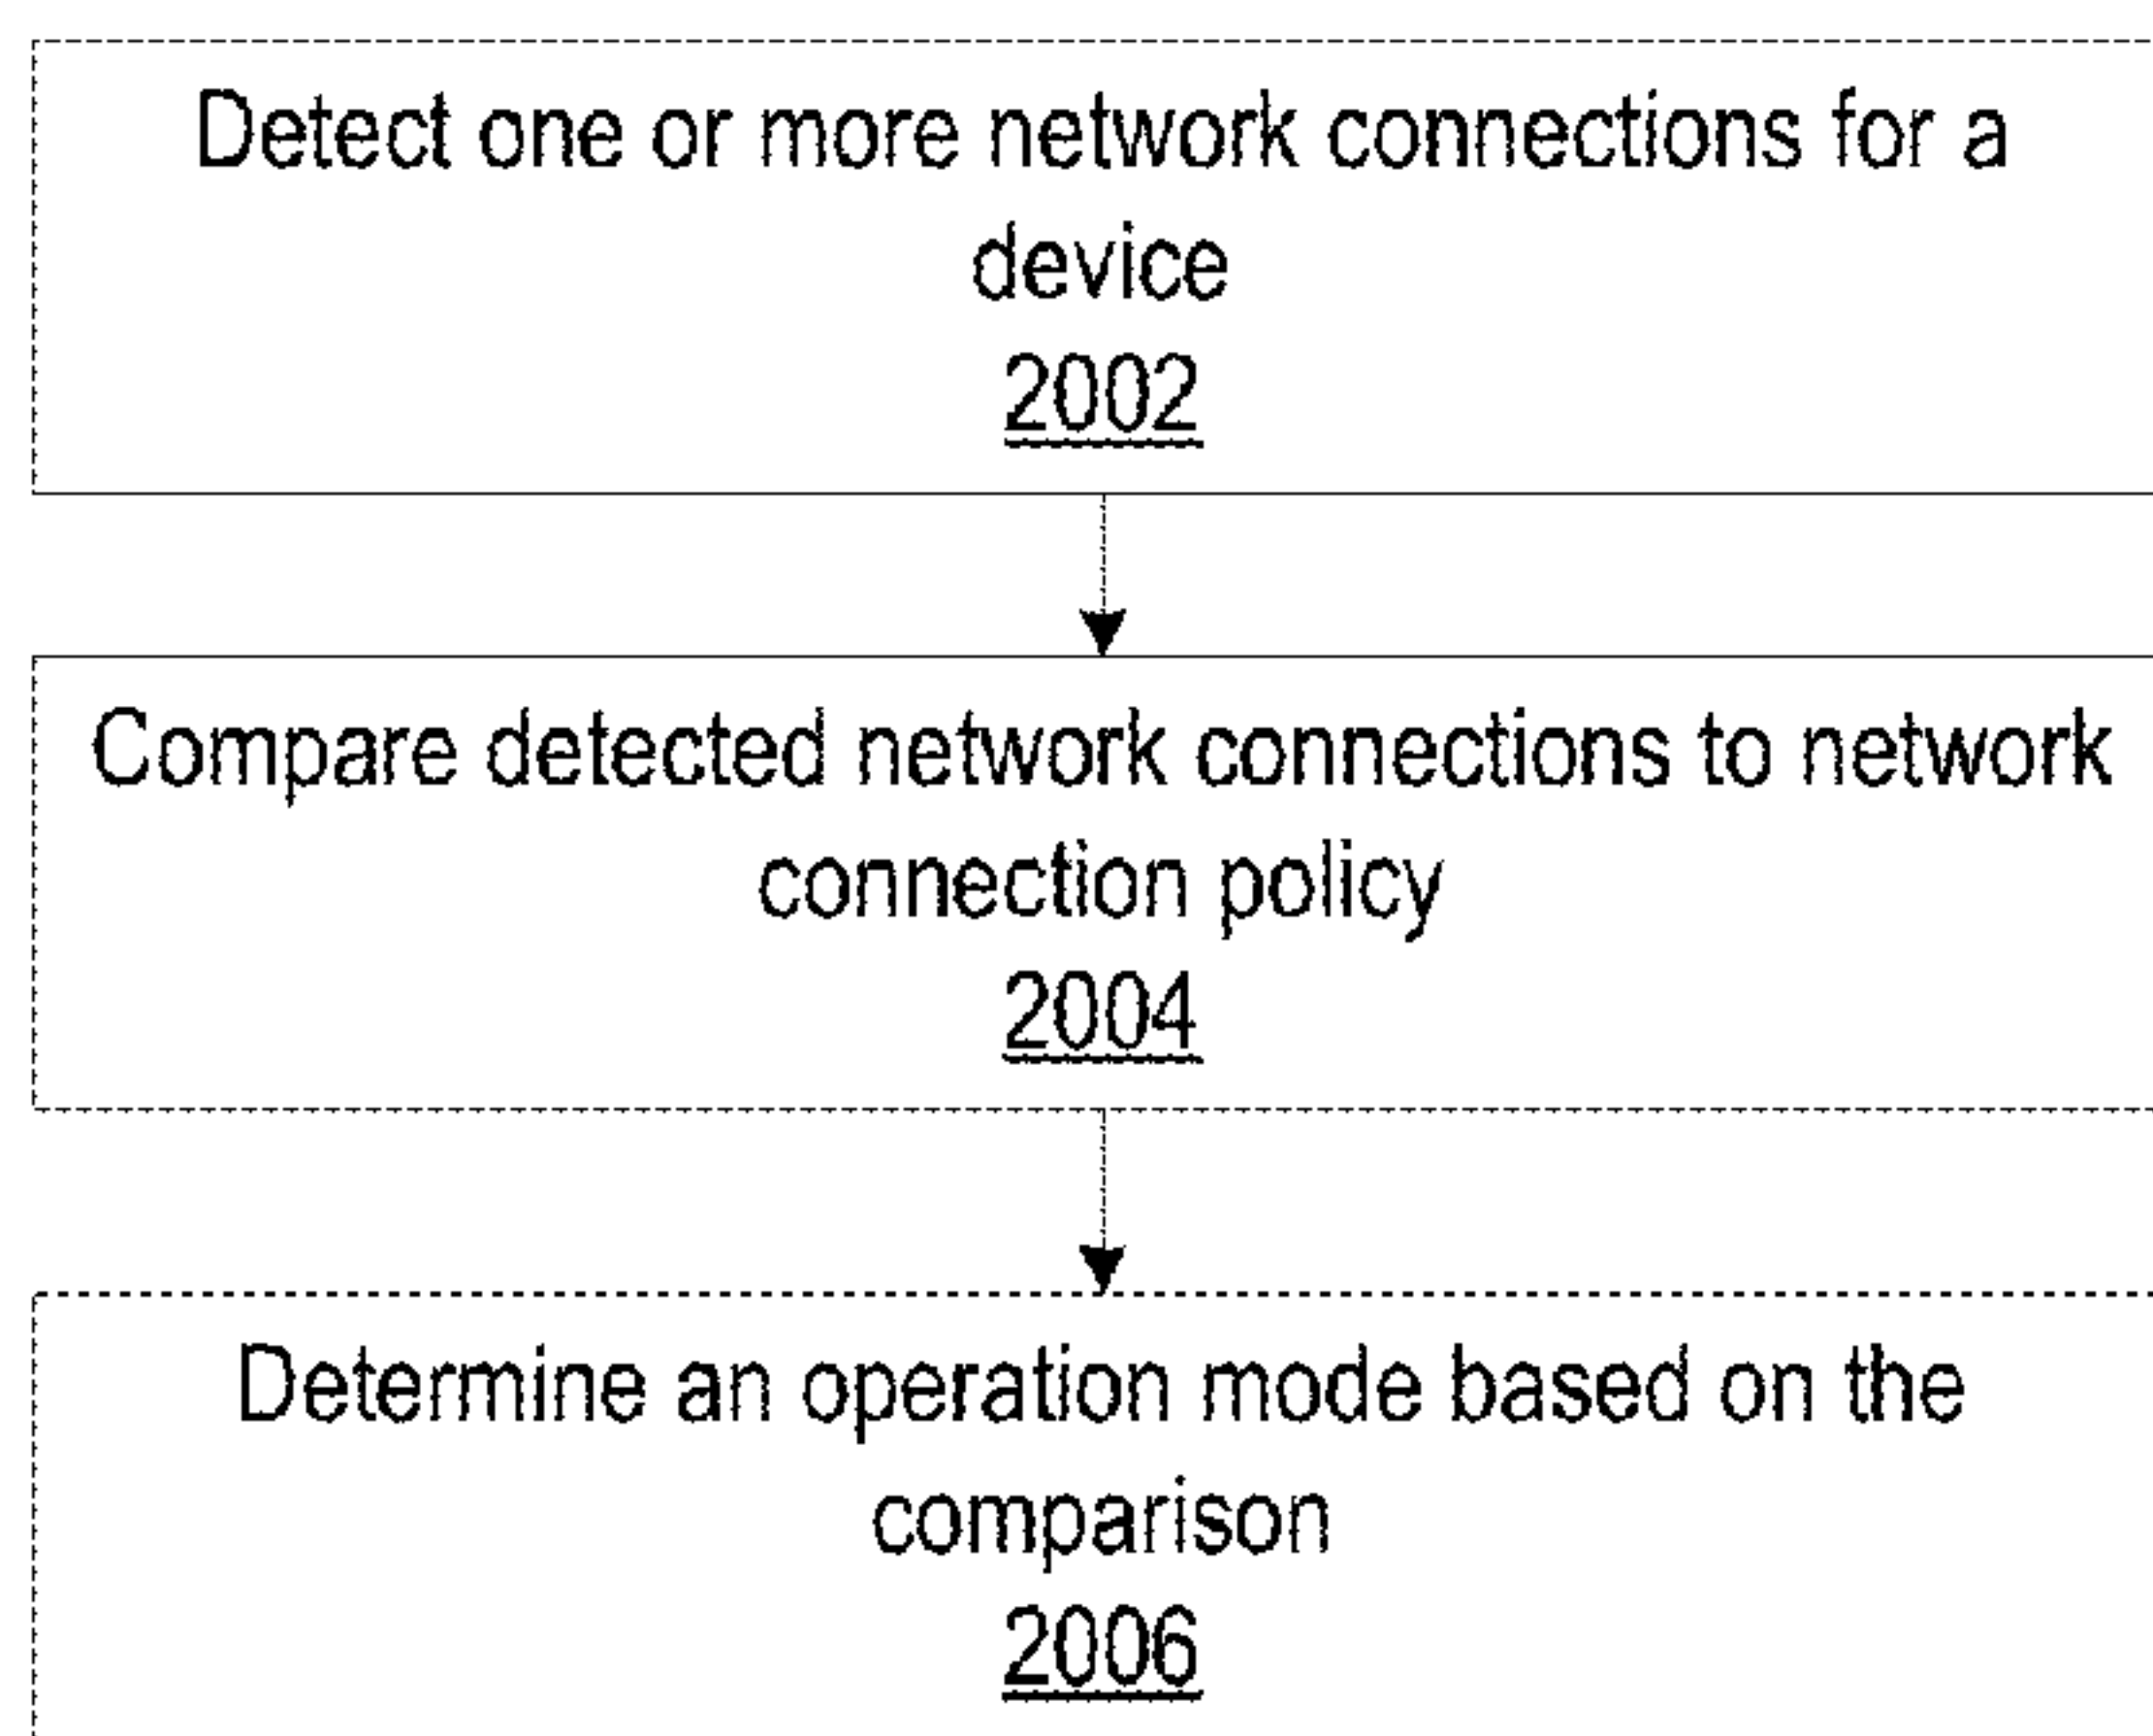 Detect one or more network connections for a
device
2002
Compare detected network connections to network
connection policy
2004
Determine an operation mode based on the
comparison
2006